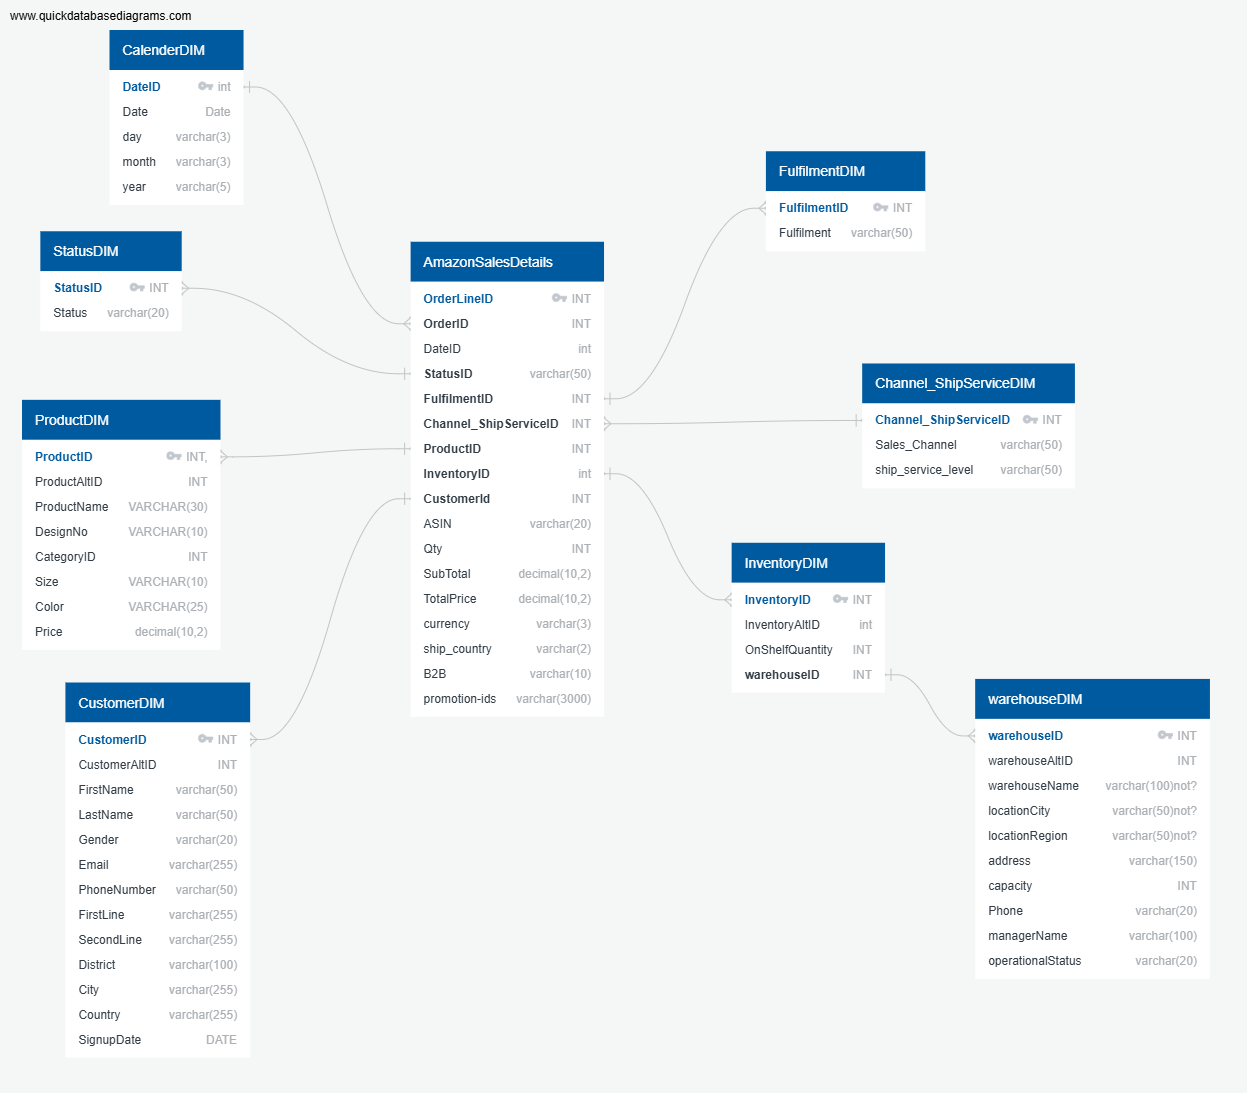 www.quickdatabasediagrams.com
CalenderDIM
DateID int
Date Date
day varchar(3)
month varchar(3)
year varchar(5)
StatusDIM
StatusID INT
Status varchar(20)
ProductDIM
ProductID INT,
ProductAltID INT
ProductName VARCHAR(30)
DesignNo VARCHAR(10)
CategoryID INT
Size VARCHAR(10)
Color VARCHAR(25)
Price decimal(10,2)
CustomerDIM
CustomerID INT
CustomerAltID INT
FirstName varchar(50)
LastName varchar(50)
Gender varchar(20)
Email varchar(255)
PhoneNumber varchar(50)
FirstLine varchar(255)
SecondLine varchar(255)
District varchar(100)
City varchar(255)
Country varchar(255)
SignupDate DATE
AmazonSalesDetails
OrderLineID INT
OrderID INT
DateID int
StatusID varchar(50)
FulfilmentID INT
Channel_ShipServiceID INT
ProductID INT
InventoryID int
CustomerId INT
ASIN varchar(20)
Qty INT
SubTotal decimal(10,2)
TotalPrice decimal(10,2)
currency varchar(3)
ship_country varchar(2)
B2B varchar(10)
promotion-ids varchar(3000)
FulfilmentDIM
FulfilmentID INT
Fulfilment varchar(50)
Channel_ShipServiceDIM
Channel_ShipServiceID INT
Sales_Channel varchar(50)
ship_service_level varchar(50)
InventoryDIM
InventoryID INT
InventoryAltID int
OnShelfQuantity INT
warehouseID INT
warehouseDIM
warehouseID INT
warehouseAltID INT
warehouseName varchar(100)not?
locationCity varchar(50)not?
locationRegion varchar(50)not?
address varchar(150)
capacity INT
Phone varchar(20)
managerName varchar(100)
operationalStatus varchar(20)